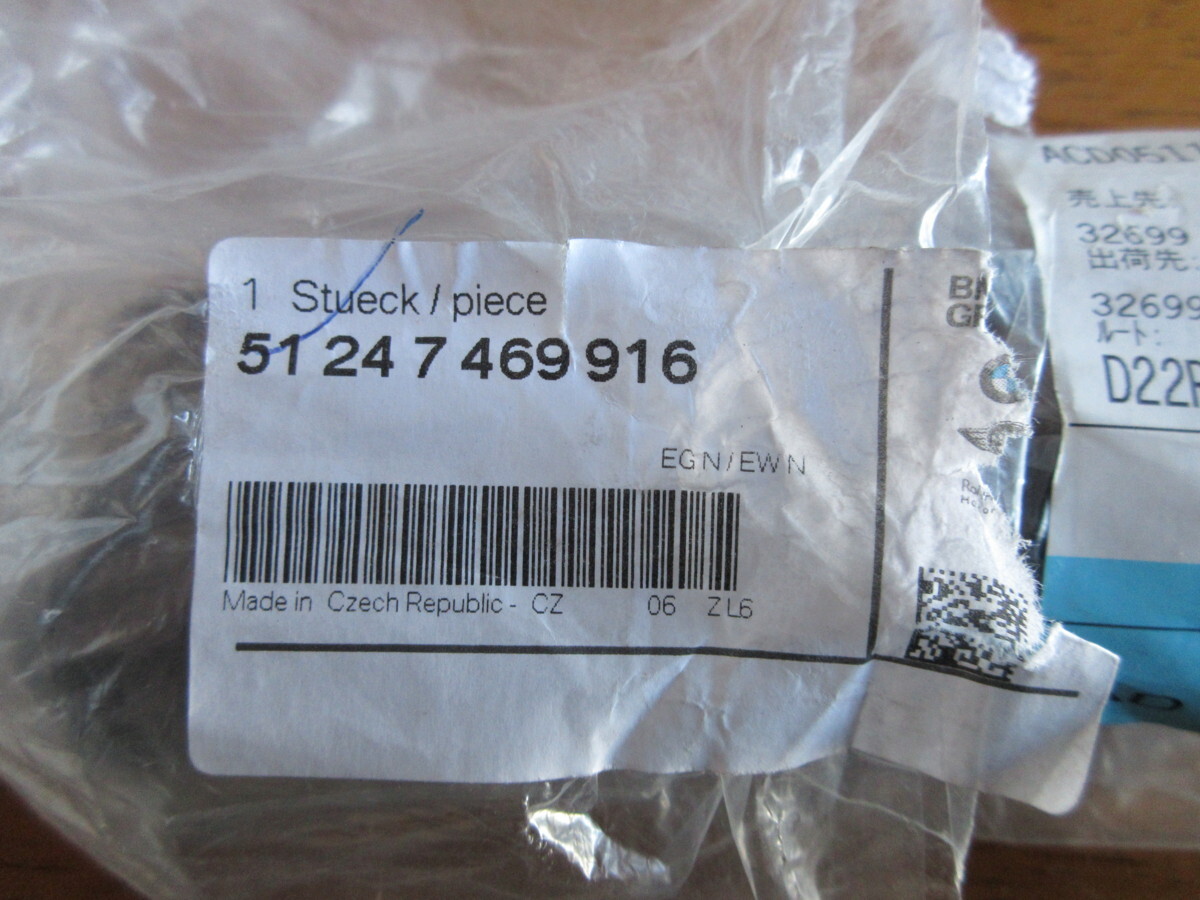 1 Stueck / piece
51 24 7 469 916
EGN/EWN
Made in Czech Republic - CZ 06 ZL6
ACD0511
売上先:
32699
出荷先:
32699
ルート:
D22